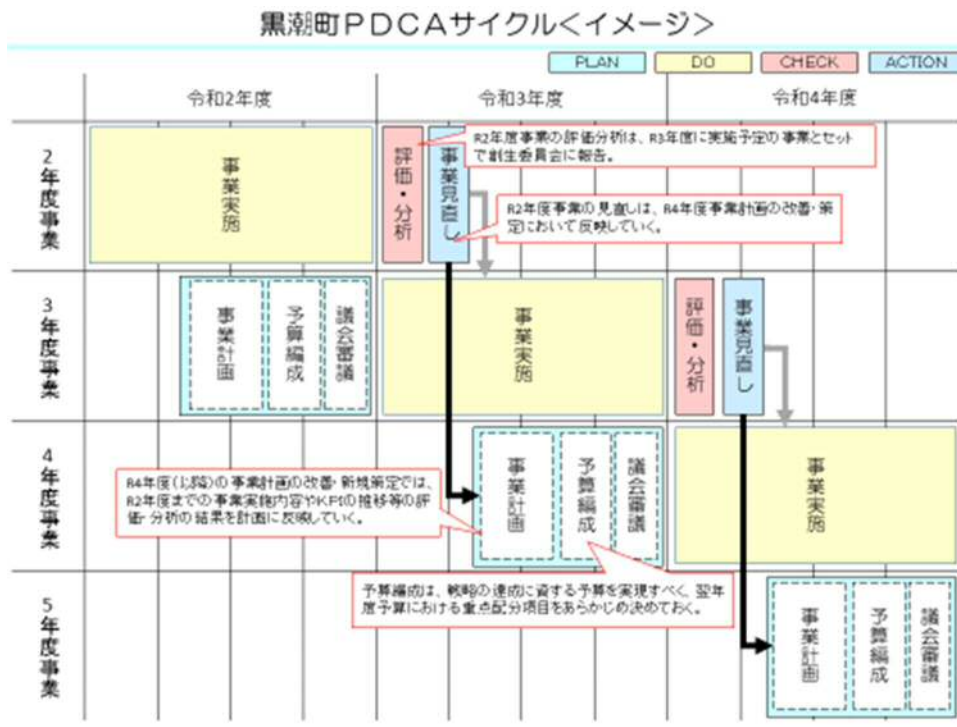 黒潮町PDCAサイクル<イメージ>
PLAN
DO
CHECK
ACTION
令和2年度
令和3年度
令和4年度
2年度事業
事業実施
評価・分析
事業見直し
R2年度事業の評価分析は、R3年度に実施予定の事業とセット
で創生委員会に報告。
R2年度事業の見直しは、R4年度事業計画の改善・策
定において反映していく。
3年度事業
事業計画
予算編成
議会審議
事業実施
評価・分析
事業見直し
4年度事業
R4年度(以降)の事業計画の改善・新規策定では、
R2年度までの事業実施内容やKPIの推移等の評
価・分析の結果を計画に反映していく。
事業計画
予算編成
議会審議
事業実施
予算編成は、戦略の達成に資する予算を実現すべく、翌年
度予算における重点配分項目をあらかじめ決めておく。
5年度事業
事業計画
予算編成
議会審議